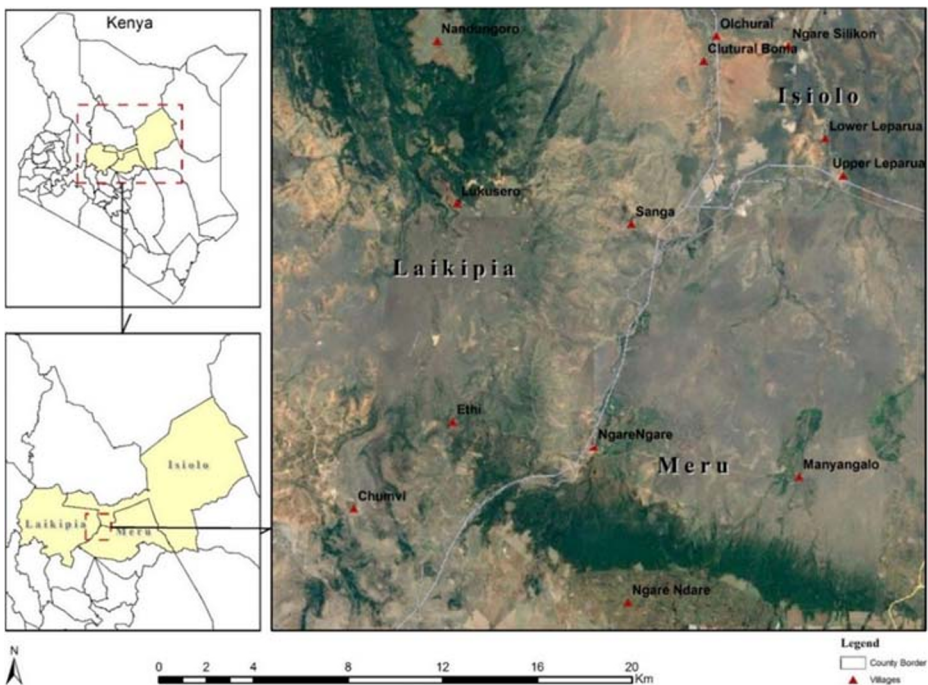 Kenya
Nandungoro
Olchurai
Ngare Silikon
Clutural Boma
Isiolo
Lower Leparua
Upper Leparua
Lukusero
Sanga
Laikipia
Ethi
NgareNgare
Meru
Manyangalo
Chumvi
Ngare Ndare
Isiolo
Laikipia
Meru
N
0 2 4 8 12 16 20
Km
Legend
County Border
Villages